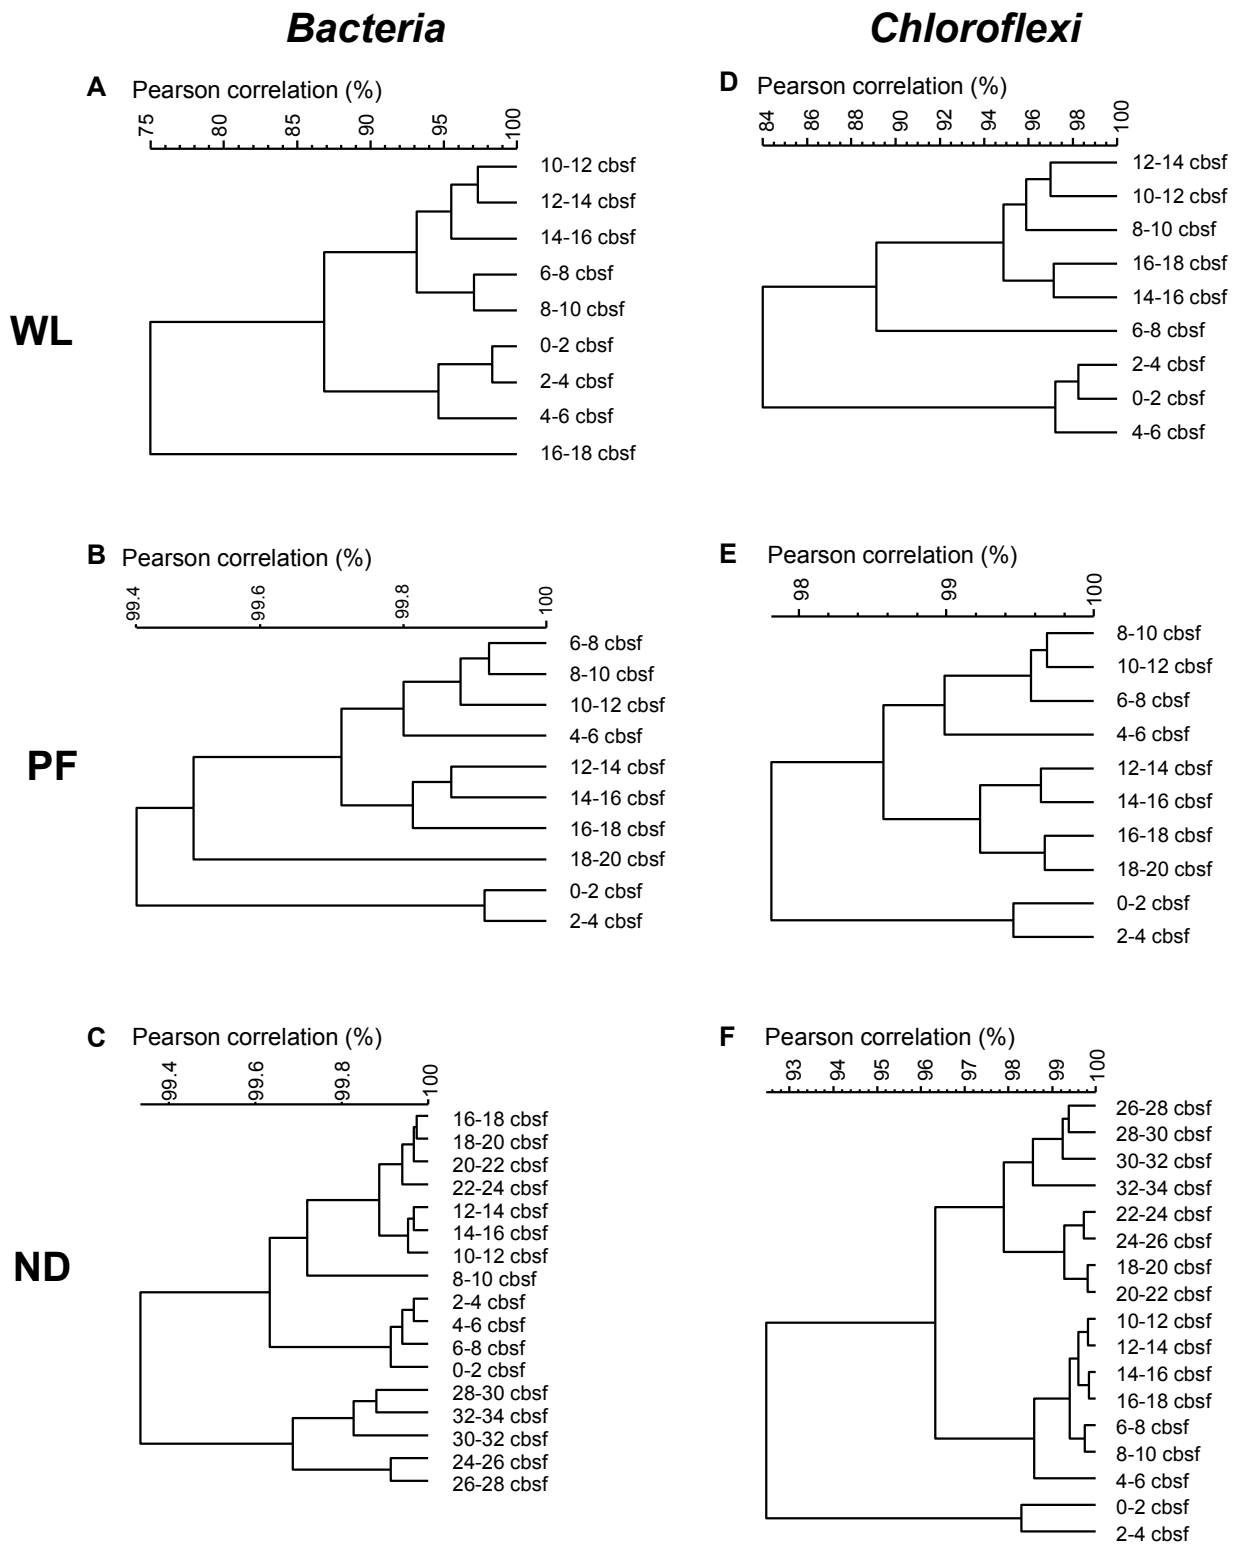 Bacteria
Chloroflexi
A Pearson correlation (%)
75 80 85 90 95 100
10-12 cbsf
12-14 cbsf
14-16 cbsf
6-8 cbsf
8-10 cbsf
0-2 cbsf
2-4 cbsf
4-6 cbsf
16-18 cbsf
WL
D Pearson correlation (%)
84 86 88 90 92 94 96 98 100
12-14 cbsf
10-12 cbsf
8-10 cbsf
16-18 cbsf
14-16 cbsf
6-8 cbsf
2-4 cbsf
0-2 cbsf
4-6 cbsf
B Pearson correlation (%)
99.4 99.6 99.8 100
6-8 cbsf
8-10 cbsf
10-12 cbsf
4-6 cbsf
12-14 cbsf
14-16 cbsf
16-18 cbsf
18-20 cbsf
0-2 cbsf
2-4 cbsf
PF
E Pearson correlation (%)
98 99 100
8-10 cbsf
10-12 cbsf
6-8 cbsf
4-6 cbsf
12-14 cbsf
14-16 cbsf
16-18 cbsf
18-20 cbsf
0-2 cbsf
2-4 cbsf
C Pearson correlation (%)
99.4 99.6 99.8 100
16-18 cbsf
18-20 cbsf
20-22 cbsf
22-24 cbsf
12-14 cbsf
14-16 cbsf
10-12 cbsf
8-10 cbsf
2-4 cbsf
4-6 cbsf
6-8 cbsf
0-2 cbsf
28-30 cbsf
32-34 cbsf
30-32 cbsf
24-26 cbsf
26-28 cbsf
ND
F Pearson correlation (%)
93 94 95 96 97 98 99 100
26-28 cbsf
28-30 cbsf
30-32 cbsf
32-34 cbsf
22-24 cbsf
24-26 cbsf
18-20 cbsf
20-22 cbsf
10-12 cbsf
12-14 cbsf
14-16 cbsf
16-18 cbsf
6-8 cbsf
8-10 cbsf
4-6 cbsf
0-2 cbsf
2-4 cbsf